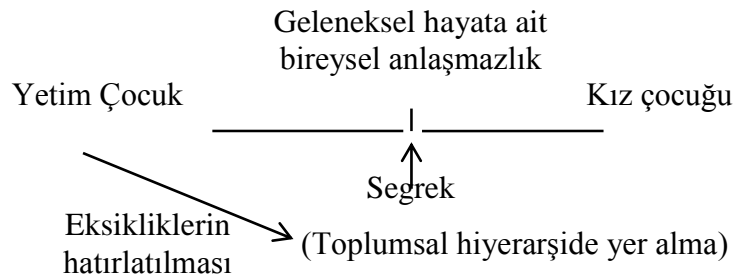 Geleneksel hayata ait
bireysel anlaşmazlık
Yetim Çocuk
Kız çocuğu
Segrek
Eksikliklerin
hatırlatılması
(Toplumsal hiyerarşide yer alma)